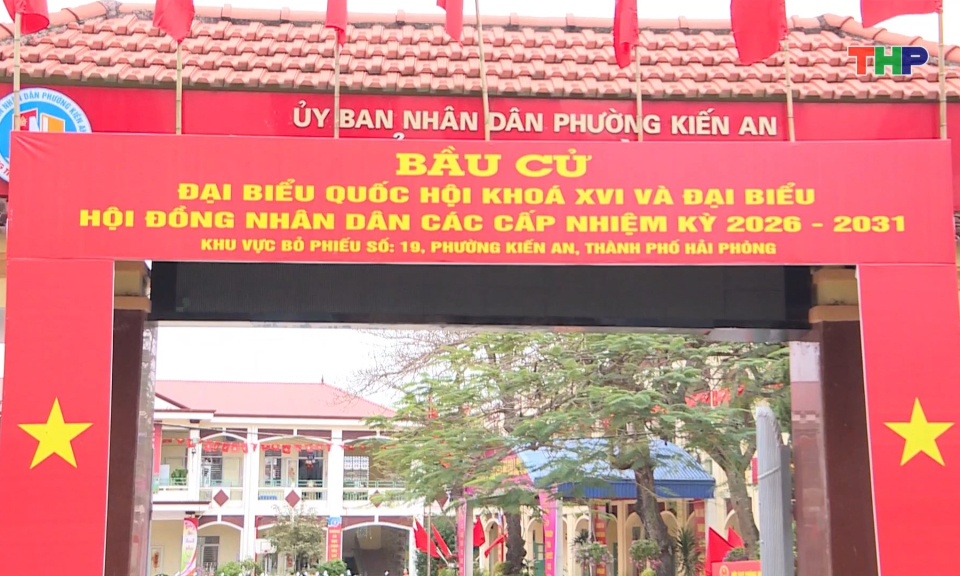 THP
ỦY BAN NHÂN DÂN PHƯỜNG KIẾN AN
BẦU CỬ
ĐẠI BIỂU QUỐC HỘI KHOÁ XVI VÀ ĐẠI BIỂU
HỘI ĐỒNG NHÂN DÂN CÁC CẤP NHIỆM KỲ 2026 - 2031
KHU VỰC BỎ PHIẾU SỐ: 19, PHƯỜNG KIẾN AN, THÀNH PHỐ HẢI PHÒNG